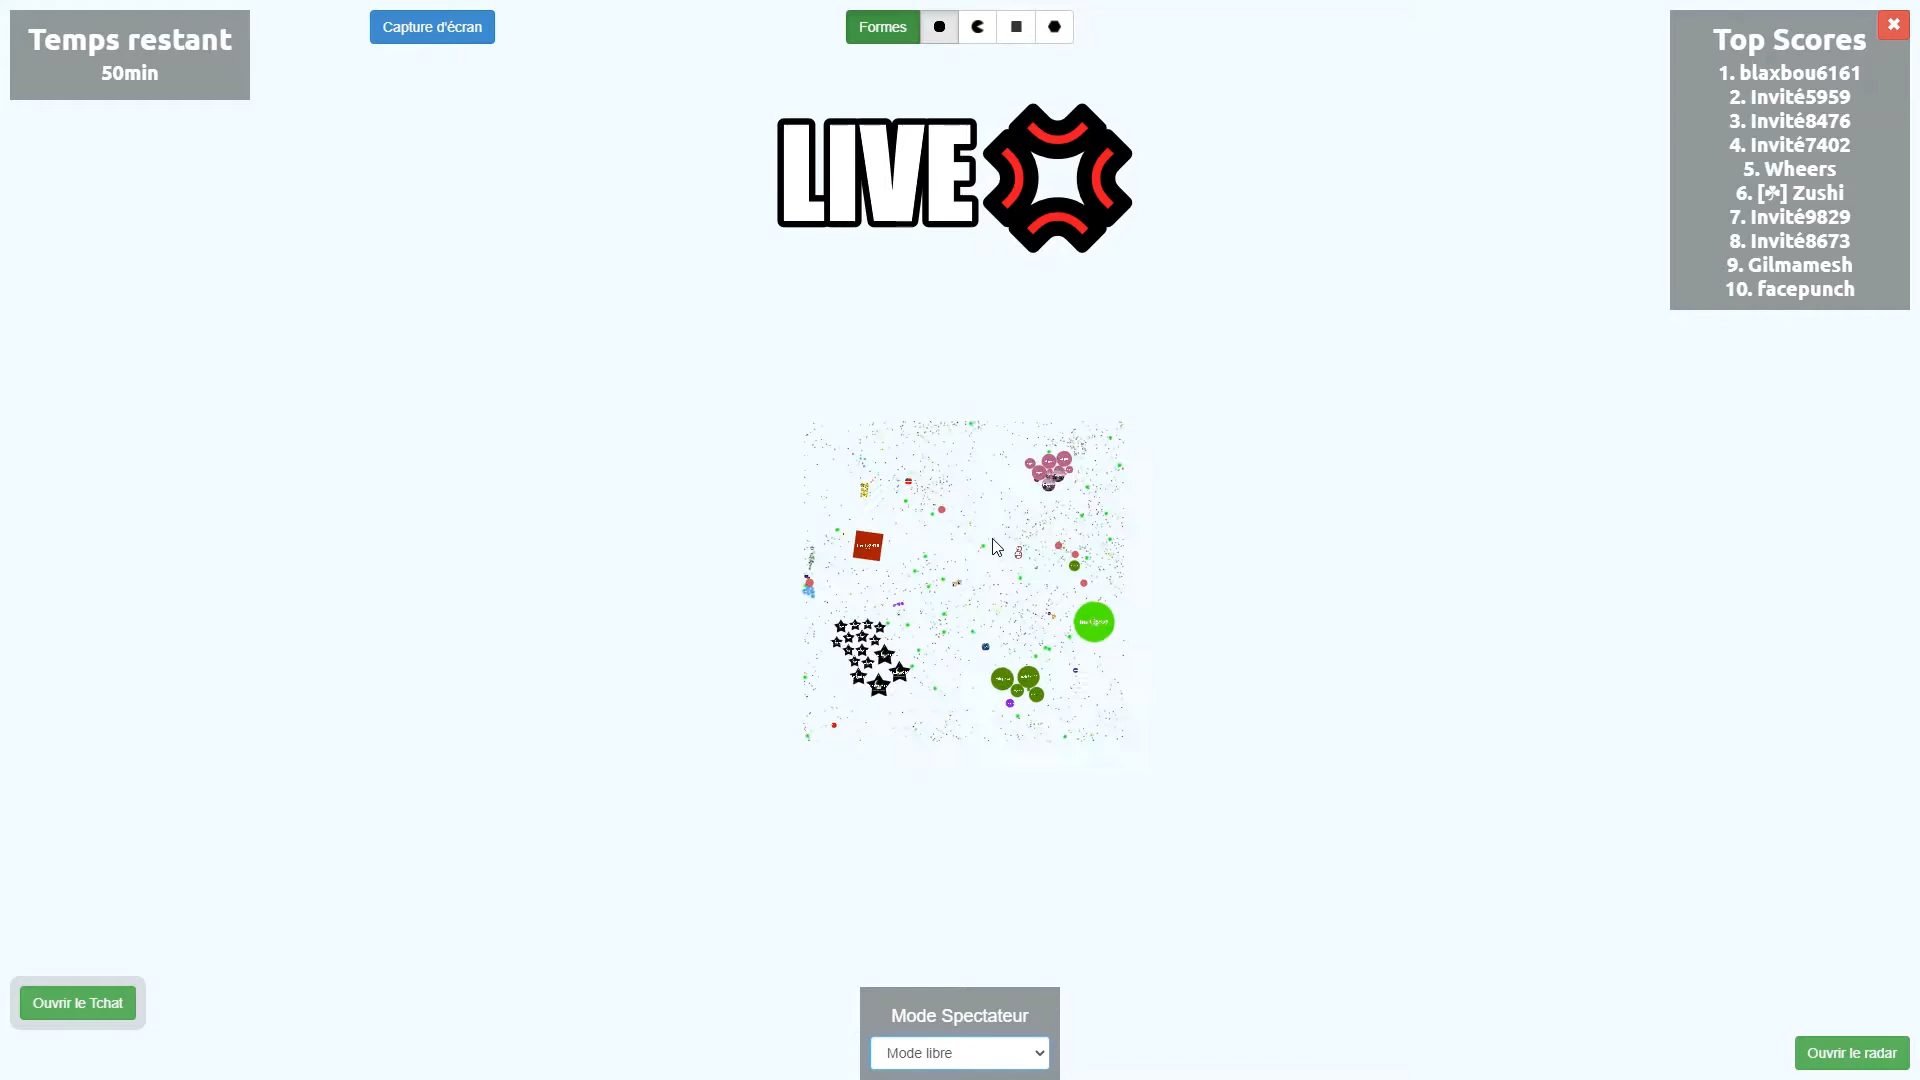 Temps restant
50min
Capture d'écran
Formes
LIVE
Top Scores
1. blaxbou6161
2. Invité5959
3. Invité8476
4. Invité7402
5. Wheers
6. [☘] Zushi
7. Invité9829
8. Invité8673
9. Gilmamesh
10. facepunch
Ouvrir le Tchat
Mode Spectateur
Mode libre
Ouvrir le radar